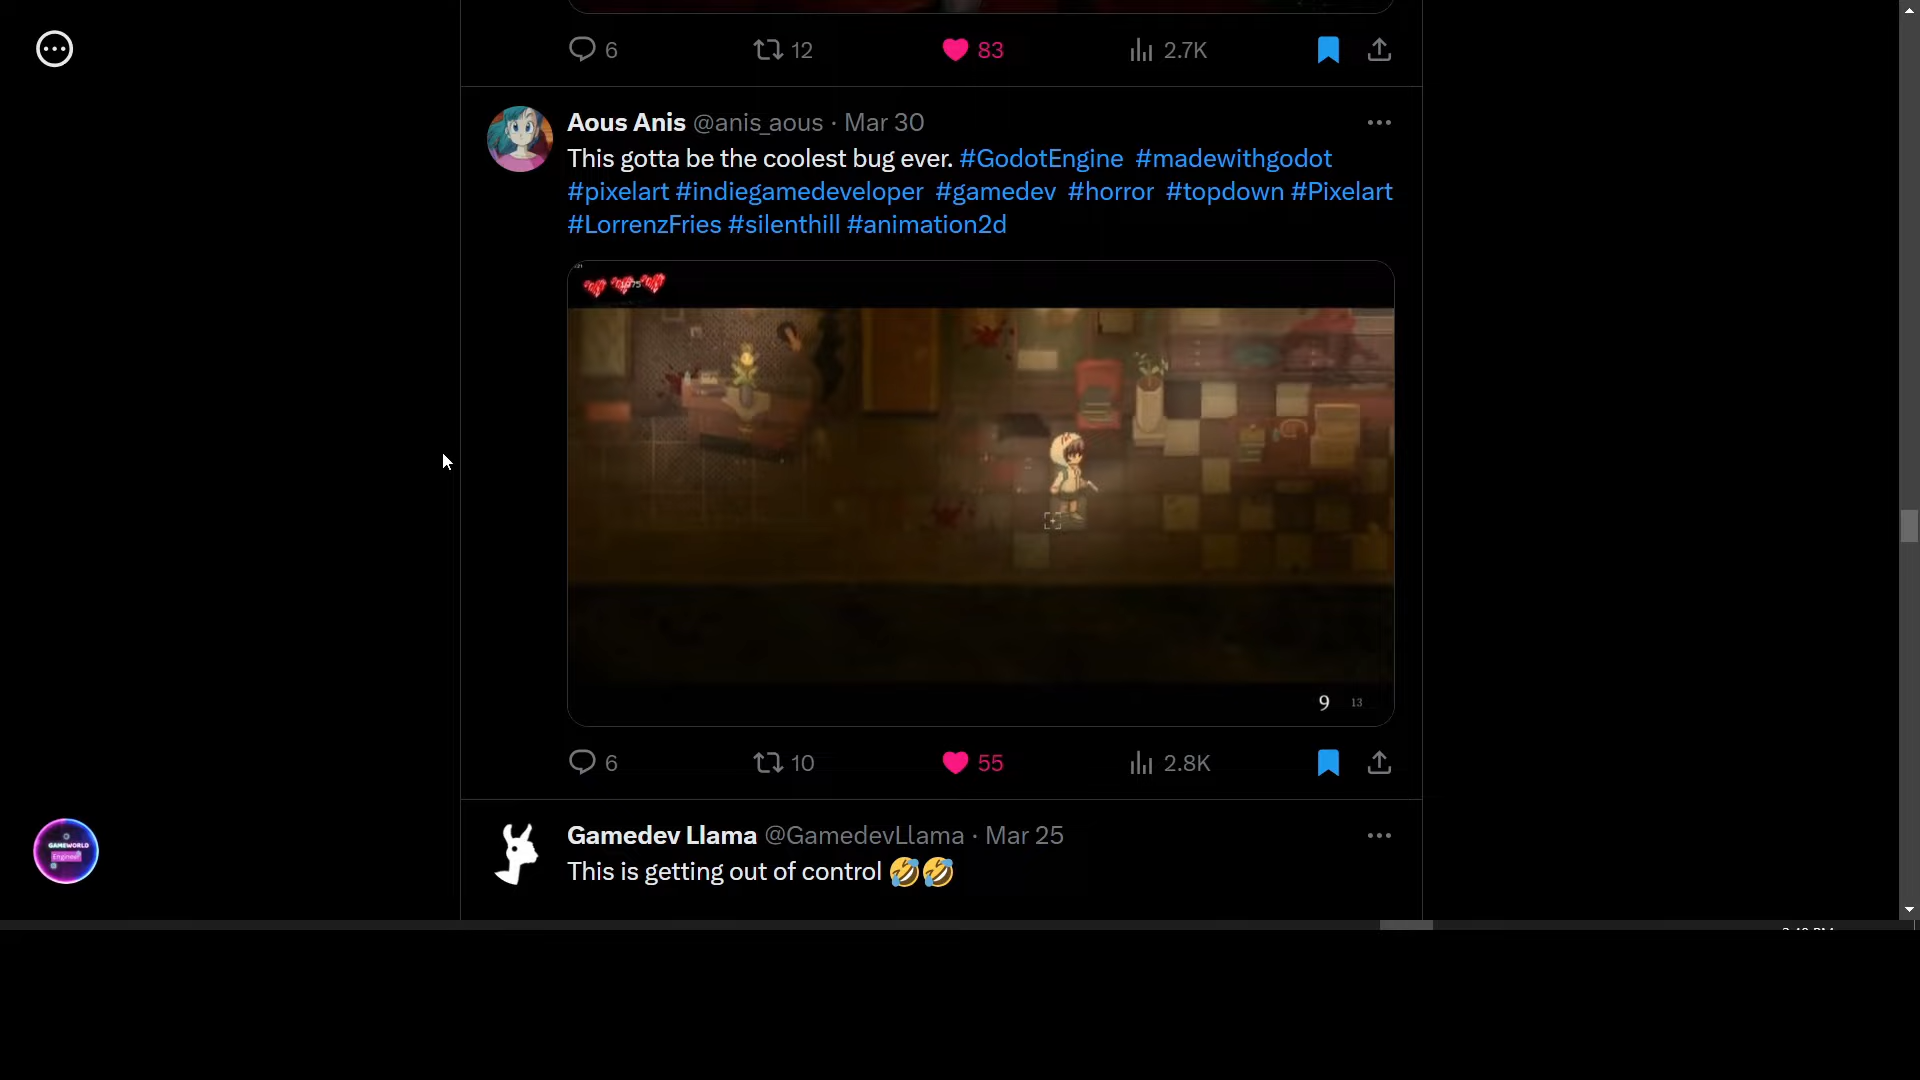 6 12 83 2.7K
Aous Anis @anis_aous · Mar 30
This gotta be the coolest bug ever. #GodotEngine #madewithgodot
#pixelart #indiegamedeveloper #gamedev #horror #topdown #Pixelart
#LorrenzFries #silenthill #animation2d
9 13
6 10 55 2.8K
GAMEWORLD
Engineer
Gamedev Llama @GamedevLlama · Mar 25
This is getting out of control 🤣🤣